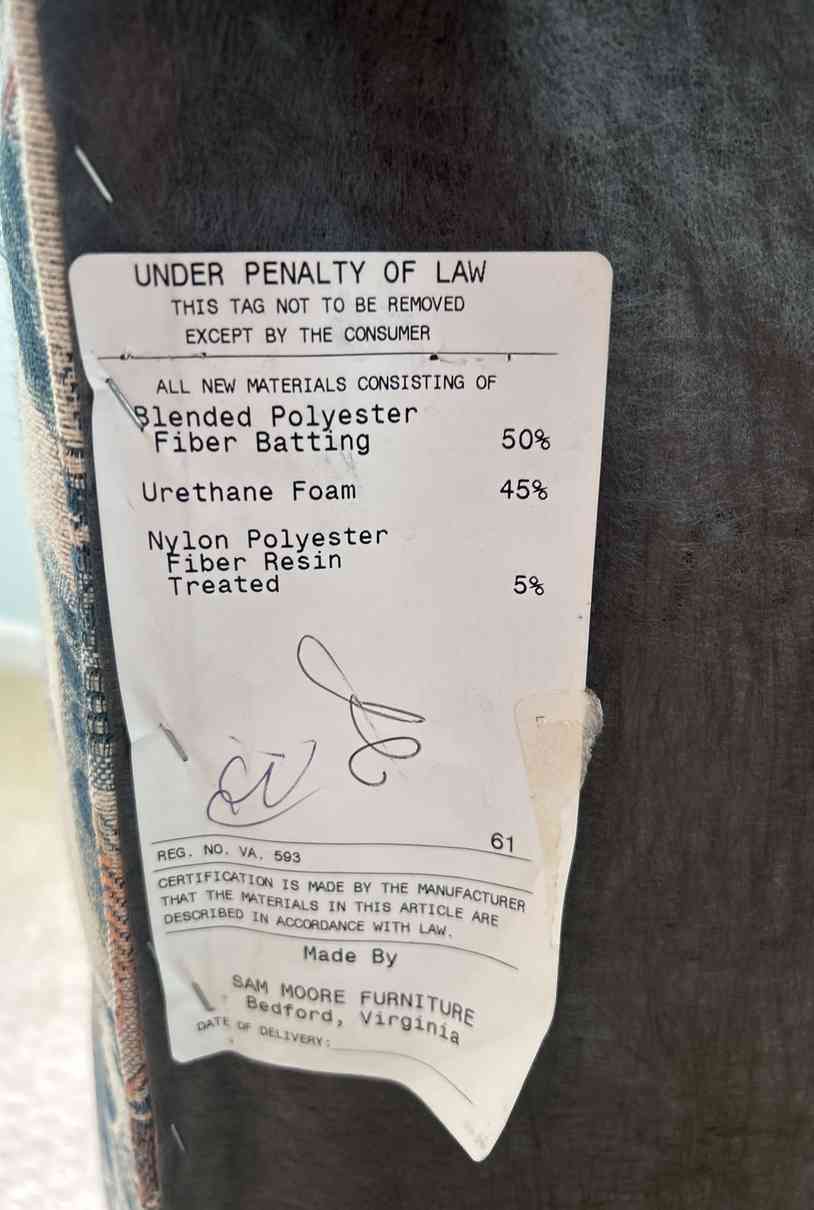 UNDER PENALTY OF LAW
THIS TAG NOT TO BE REMOVED
EXCEPT BY THE CONSUMER
ALL NEW MATERIALS CONSISTING OF
Blended Polyester
Fiber Batting 50%
Urethane Foam 45%
Nylon Polyester
Fiber Resin
Treated 5%
61
REG. NO. VA. 593
CERTIFICATION IS MADE BY THE MANUFACTURER
THAT THE MATERIALS IN THIS ARTICLE ARE
DESCRIBED IN ACCORDANCE WITH LAW.
Made By
SAM MOORE FURNITURE
Bedford, Virginia
DATE OF DELIVERY: